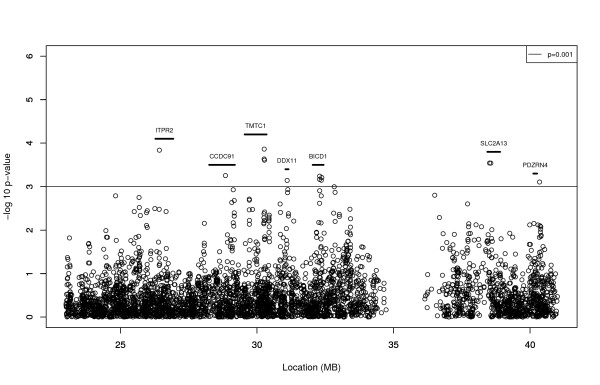 p=0.001
TMTC1
ITPR2
SLC2A13
CCDC91
BICD1
DDX11
PDZRN4
−log 10 p−value
6
5
4
3
2
1
0
25
30
35
40
Location (MB)